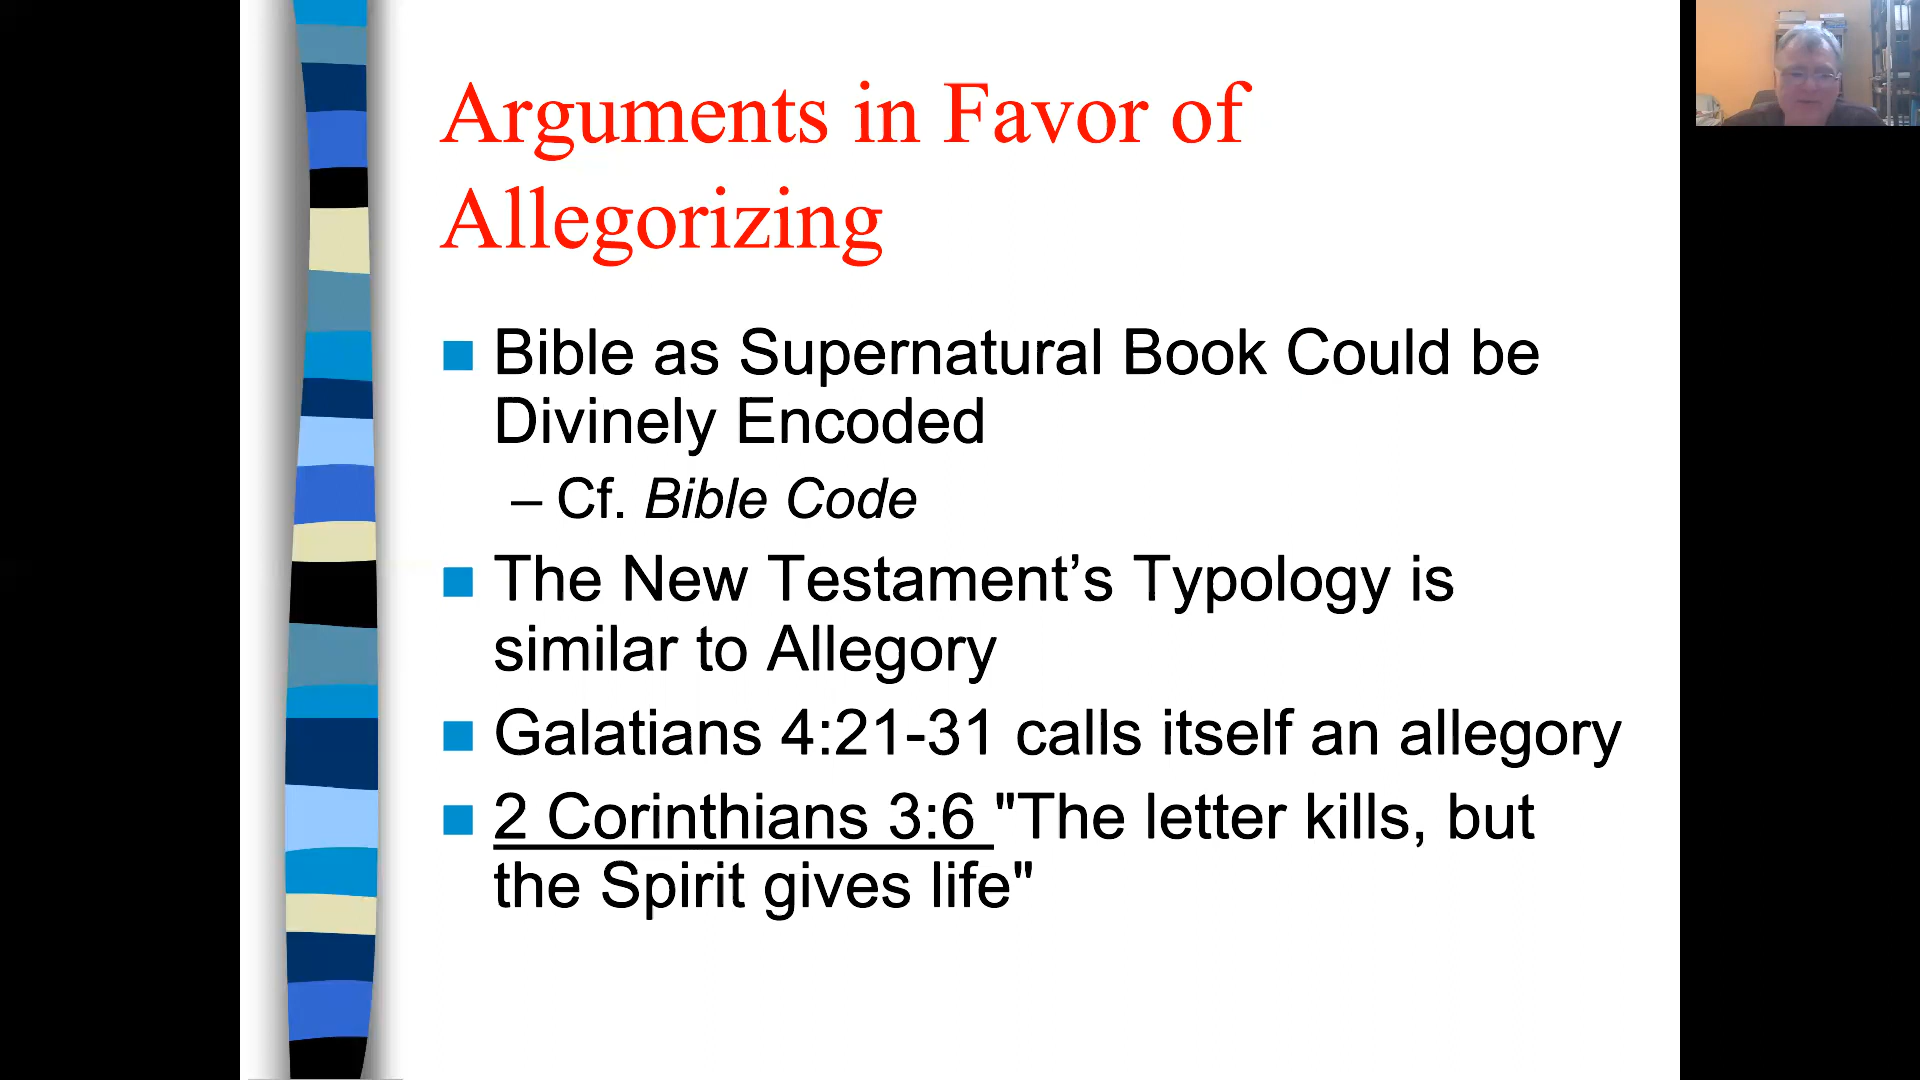 Arguments in Favor of
Allegorizing
Bible as Supernatural Book Could be
Divinely Encoded
– Cf. Bible Code
The New Testament’s Typology is
similar to Allegory
Galatians 4:21-31 calls itself an allegory
2 Corinthians 3:6 "The letter kills, but
the Spirit gives life"